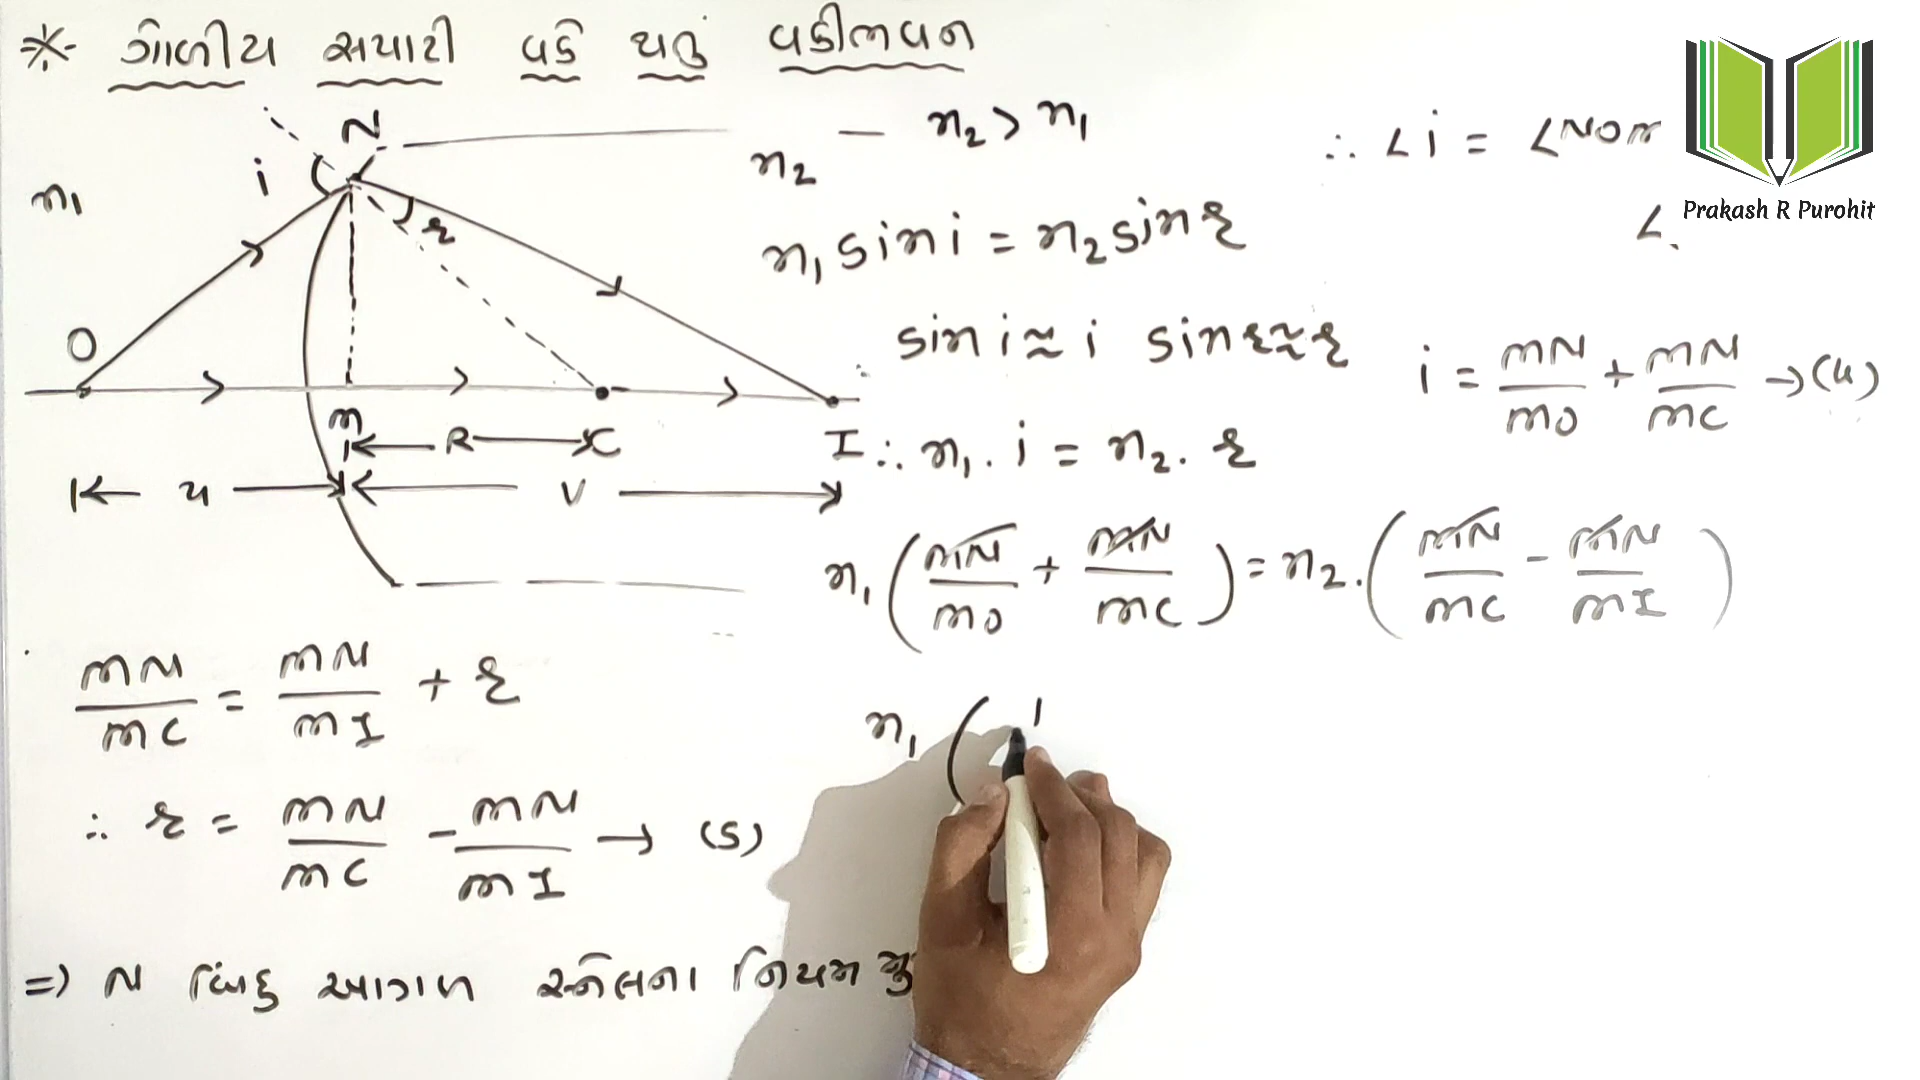 * ગોળીય સપાટી વડે થતું વક્રીભવન
N
i
n₁
r
O
M
R
C
I
u
v
n₂ — n₂ > n₁
n₁ sin i = n₂ sin r
∴ sin i ≈ i sin r ≈ r
∴ n₁ . i = n₂ . r
n₁ ( MN/MO + MN/MC ) = n₂ . ( MN/MC - MN/MI )
n₁ ( 1
∴ ∠i = ∠NOM
∠
i = MN/MO + MN/MC → (4)
MN/MC = MN/MI + r
∴ r = MN/MC - MN/MI → (5)
⇒ N બિંદુ આગળ સ્નેલના નિયમ મુ
Prakash R Purohit